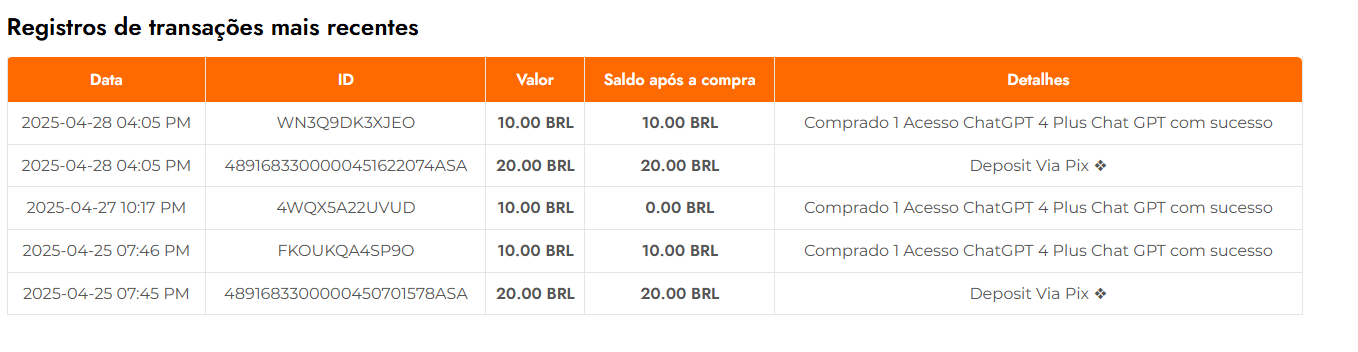 Registros de transações mais recentes
Data ID Valor Saldo após a compra Detalhes
2025-04-28 04:05 PM WN3Q9DK3XJEO 10.00 BRL 10.00 BRL Comprado 1 Acesso ChatGPT 4 Plus Chat GPT com sucesso
2025-04-28 04:05 PM 4891683300000451622074ASA 20.00 BRL 20.00 BRL Deposit Via Pix ❖
2025-04-27 10:17 PM 4WQX5A22UVUD 10.00 BRL 0.00 BRL Comprado 1 Acesso ChatGPT 4 Plus Chat GPT com sucesso
2025-04-25 07:46 PM FKOUKQA4SP9O 10.00 BRL 10.00 BRL Comprado 1 Acesso ChatGPT 4 Plus Chat GPT com sucesso
2025-04-25 07:45 PM 4891683300000450701578ASA 20.00 BRL 20.00 BRL Deposit Via Pix ❖